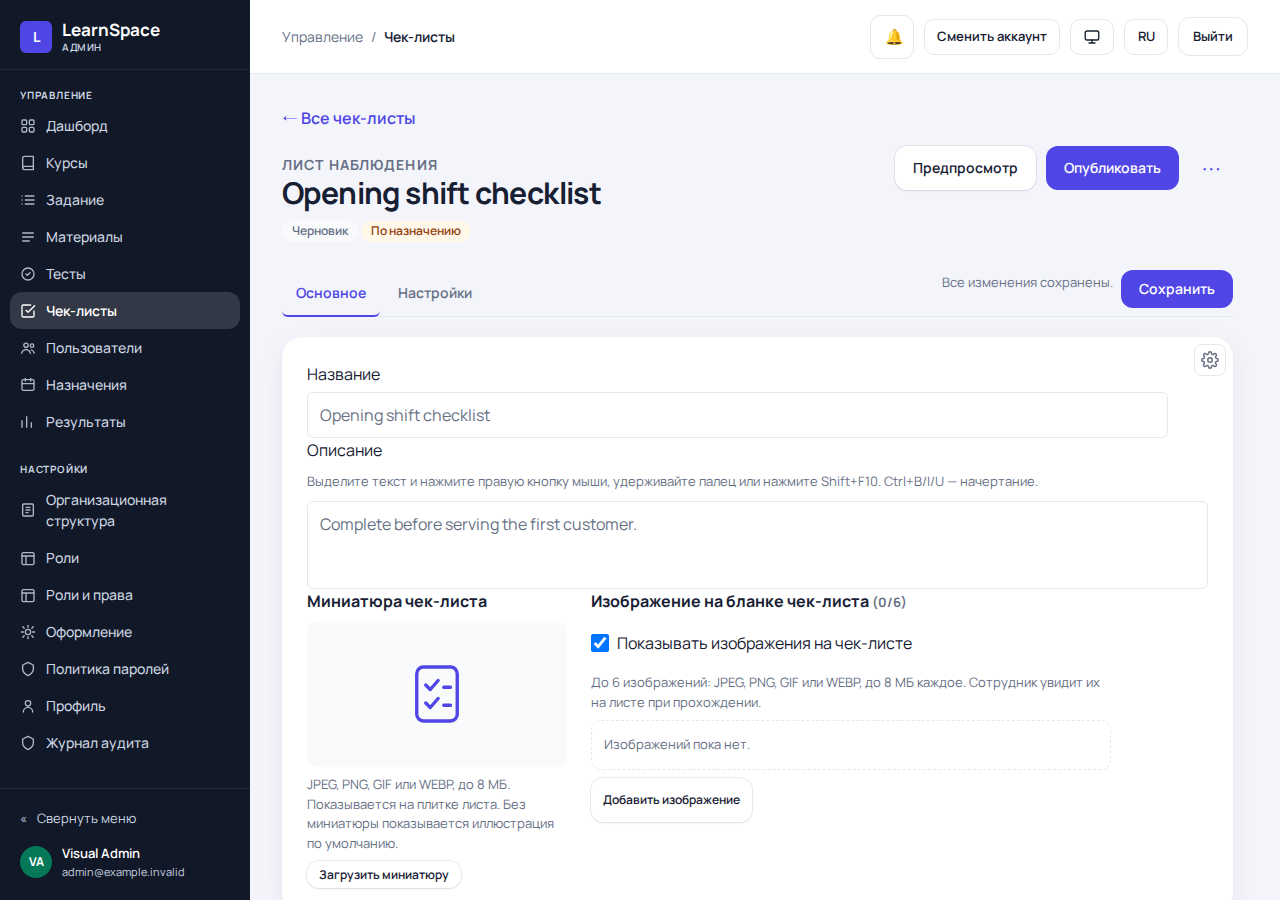 L
LearnSpace
АДМИН
УПРАВЛЕНИЕ
Дашборд
Курсы
Задание
Материалы
Тесты
Чек-листы
Пользователи
Назначения
Результаты
НАСТРОЙКИ
Организационная
структура
Роли
Роли и права
Оформление
Политика паролей
Профиль
Журнал аудита
« Свернуть меню
VA
Visual Admin
admin@example.invalid
Управление / Чек-листы
Сменить аккаунт
RU
Выйти
← Все чек-листы
ЛИСТ НАБЛЮДЕНИЯ
Opening shift checklist
Черновик По назначению
Предпросмотр
Опубликовать
...
Основное
Настройки
Все изменения сохранены.
Сохранить
Название
Opening shift checklist
Описание
Выделите текст и нажмите правую кнопку мыши, удерживайте палец или нажмите Shift+F10. Ctrl+B/I/U — начертание.
Complete before serving the first customer.
Миниатюра чек-листа
JPEG, PNG, GIF или WEBP, до 8 МБ.
Показывается на плитке листа. Без
миниатюры показывается иллюстрация
по умолчанию.
Загрузить миниатюру
Изображение на бланке чек-листа (0/6)
Показывать изображения на чек-листе
До 6 изображений: JPEG, PNG, GIF или WEBP, до 8 МБ каждое. Сотрудник увидит их
на листе при прохождении.
Изображений пока нет.
Добавить изображение